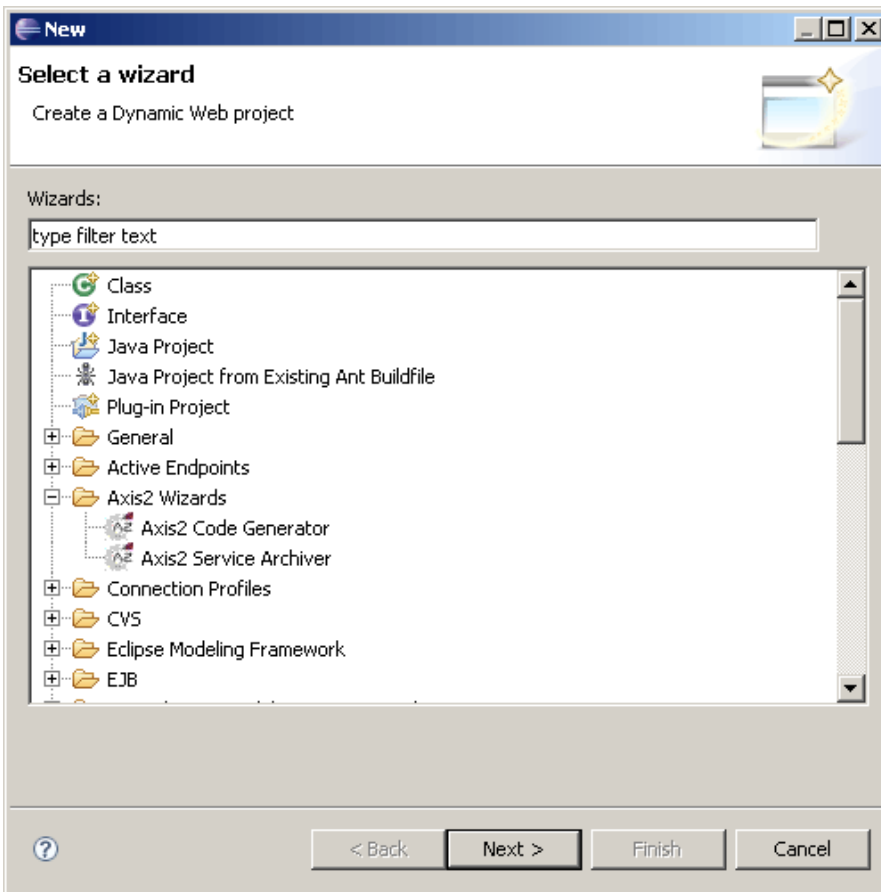 New
Select a wizard
Create a Dynamic Web project
Wizards:
type filter text
Class
Interface
Java Project
Java Project from Existing Ant Buildfile
Plug-in Project
General
Active Endpoints
Axis2 Wizards
Axis2 Code Generator
Axis2 Service Archiver
Connection Profiles
CVS
Eclipse Modeling Framework
EJB
< Back Next > Finish Cancel